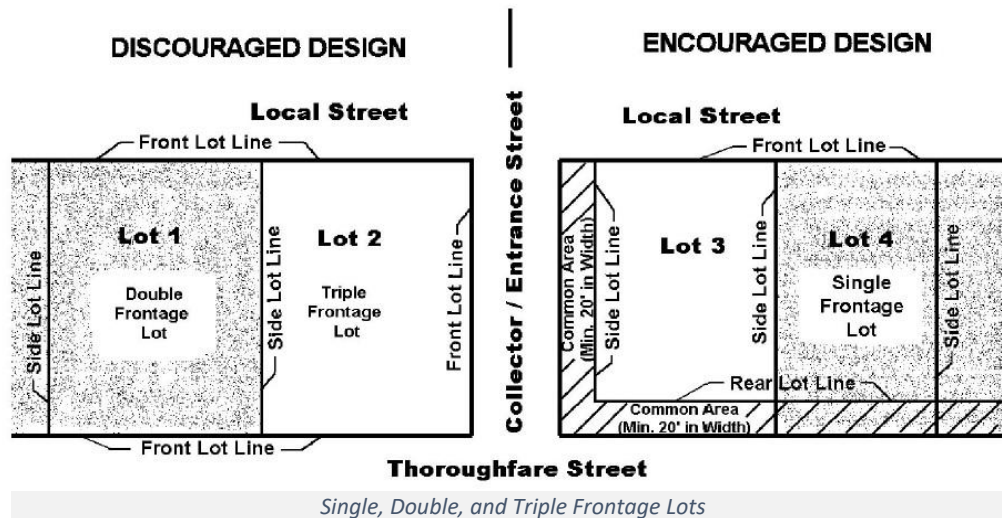 DISCOURAGED DESIGN
ENCOURAGED DESIGN
Local Street
Local Street
Front Lot Line
Front Lot Line
Collector / Entrance Street
Side Lot Line
Lot 1
Double
Frontage
Lot
Side Lot Line
Lot 2
Triple
Frontage
Lot
Front Lot Line
Common Area
(Min. 20' in Width)
Side Lot Line
Lot 3
Side Lot Line
Lot 4
Single
Frontage
Lot
Side Lot Line
Rear Lot Line
Common Area
(Min. 20' in Width)
Front Lot Line
Thoroughfare Street
Single, Double, and Triple Frontage Lots